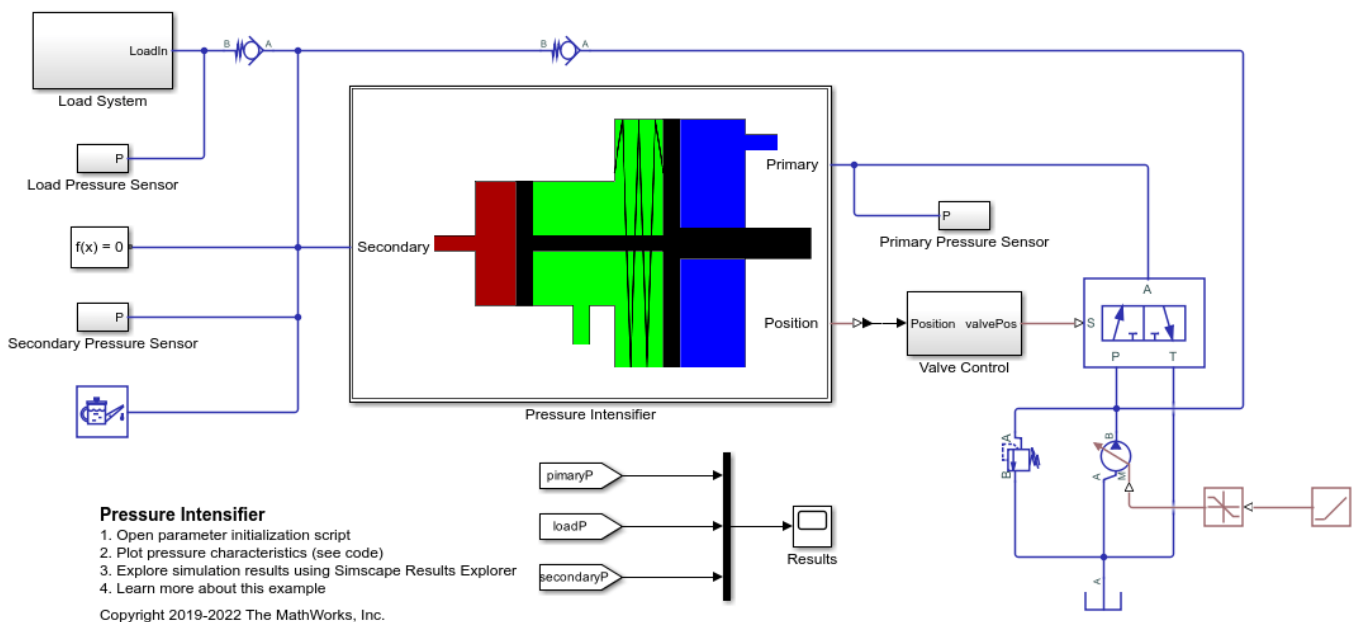 LoadIn
B
A
B
A
Load System
P
Load Pressure Sensor
Primary
P
Primary Pressure Sensor
f(x) = 0
Secondary
A
Position
Position valvePos
S
P
Secondary Pressure Sensor
P T
Valve Control
Pressure Intensifier
A
B
B
A
M
pimaryP
loadP
secondaryP
Results
A
Pressure Intensifier
1. Open parameter initialization script
2. Plot pressure characteristics (see code)
3. Explore simulation results using Simscape Results Explorer
4. Learn more about this example
Copyright 2019-2022 The MathWorks, Inc.